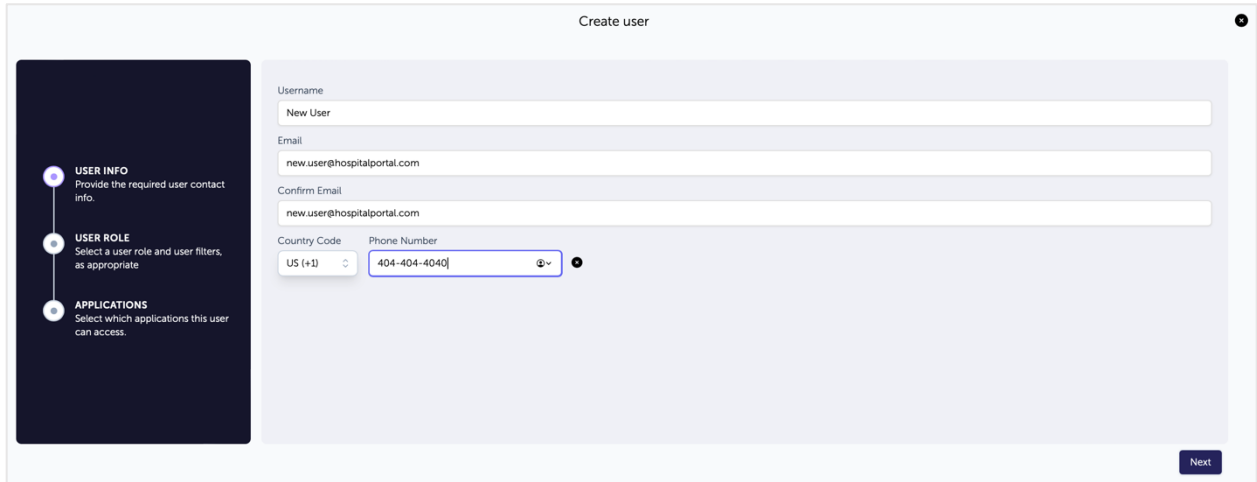 Create user
USER INFO
Provide the required user contact
info.
USER ROLE
Select a user role and user filters,
as appropriate
APPLICATIONS
Select which applications this user
can access.
Username
New User
Email
new.user@hospitalportal.com
Confirm Email
new.user@hospitalportal.com
Country Code Phone Number
US (+1) 404-404-4040
Next